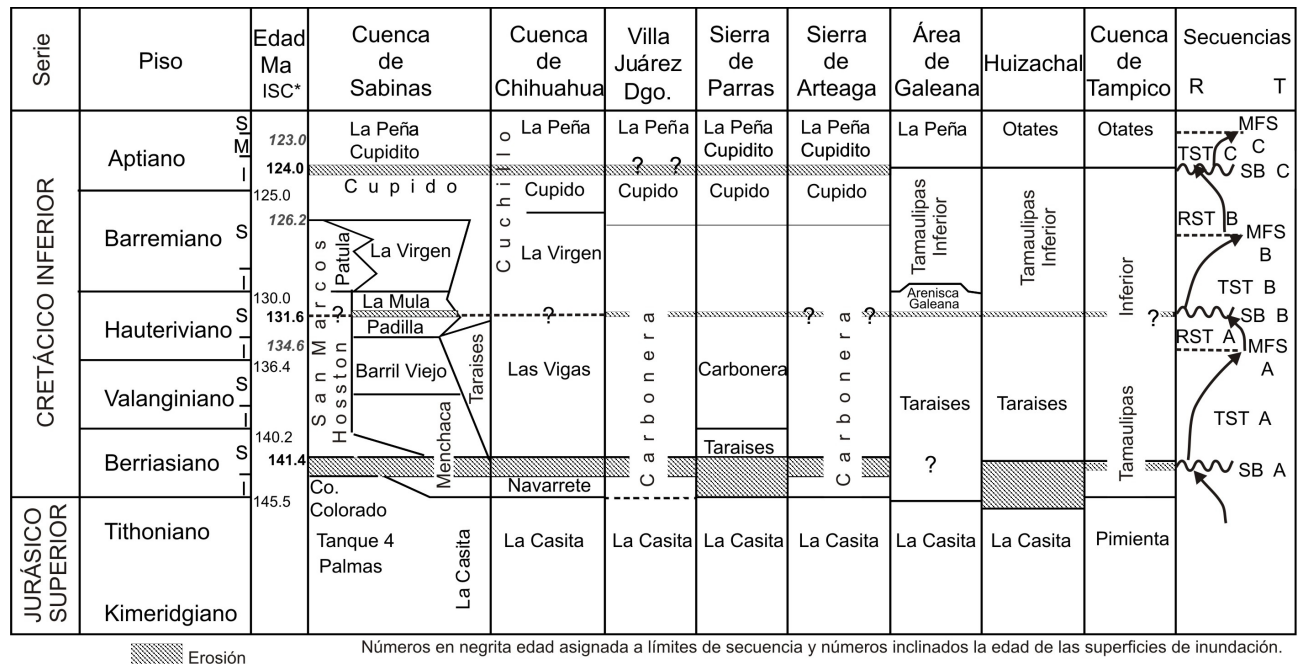 Serie
Piso
Edad
Ma
ISC*
Cuenca
de
Sabinas
Cuenca
de
Chihuahua
Villa
Juárez
Dgo.
Sierra
de
Parras
Sierra
de
Arteaga
Área
de
Galeana
Huizachal
Cuenca
de
Tampico
Secuencias
R T
CRETÁCICO INFERIOR
JURÁSICO
SUPERIOR
Aptiano
S
M
I
Barremiano
S
I
Hauteriviano
S
I
Valanginiano
S
I
Berriasiano
S
I
Tithoniano
Kimeridgiano
123.0
124.0
125.0
126.2
130.0
131.6
134.6
136.4
140.2
141.4
145.5
La Peña
Cupidito
Cupido
San Marcos
Patula
La Virgen
La Mula
?
Padilla
Hosston
Barril Viejo
Taraises
Menchaca
Co.
Colorado
Tanque 4
Palmas
La Casita
Cuchillo
La Peña
Cupido
La Virgen
?
Las Vigas
Navarrete
La Casita
La Peña
? ?
Cupido
Carbonera
La Casita
La Peña
Cupidito
Cupido
Carbonera
Taraises
La Casita
La Peña
Cupidito
Cupido
? ?
Carbonera
La Casita
La Peña
Tamaulipas
Inferior
Arenisca
Galeana
Taraises
?
La Casita
Otates
Tamaulipas
Inferior
Taraises
La Casita
Otates
Inferior
?
Tamaulipas
Pimienta
MFS
C
TST C
SB C
RST B
MFS
B
TST B
SB B
RST A
MFS
A
TST A
SB A
Números en negrita edad asignada a límites de secuencia y números inclinados la edad de las superficies de inundación.
Erosión